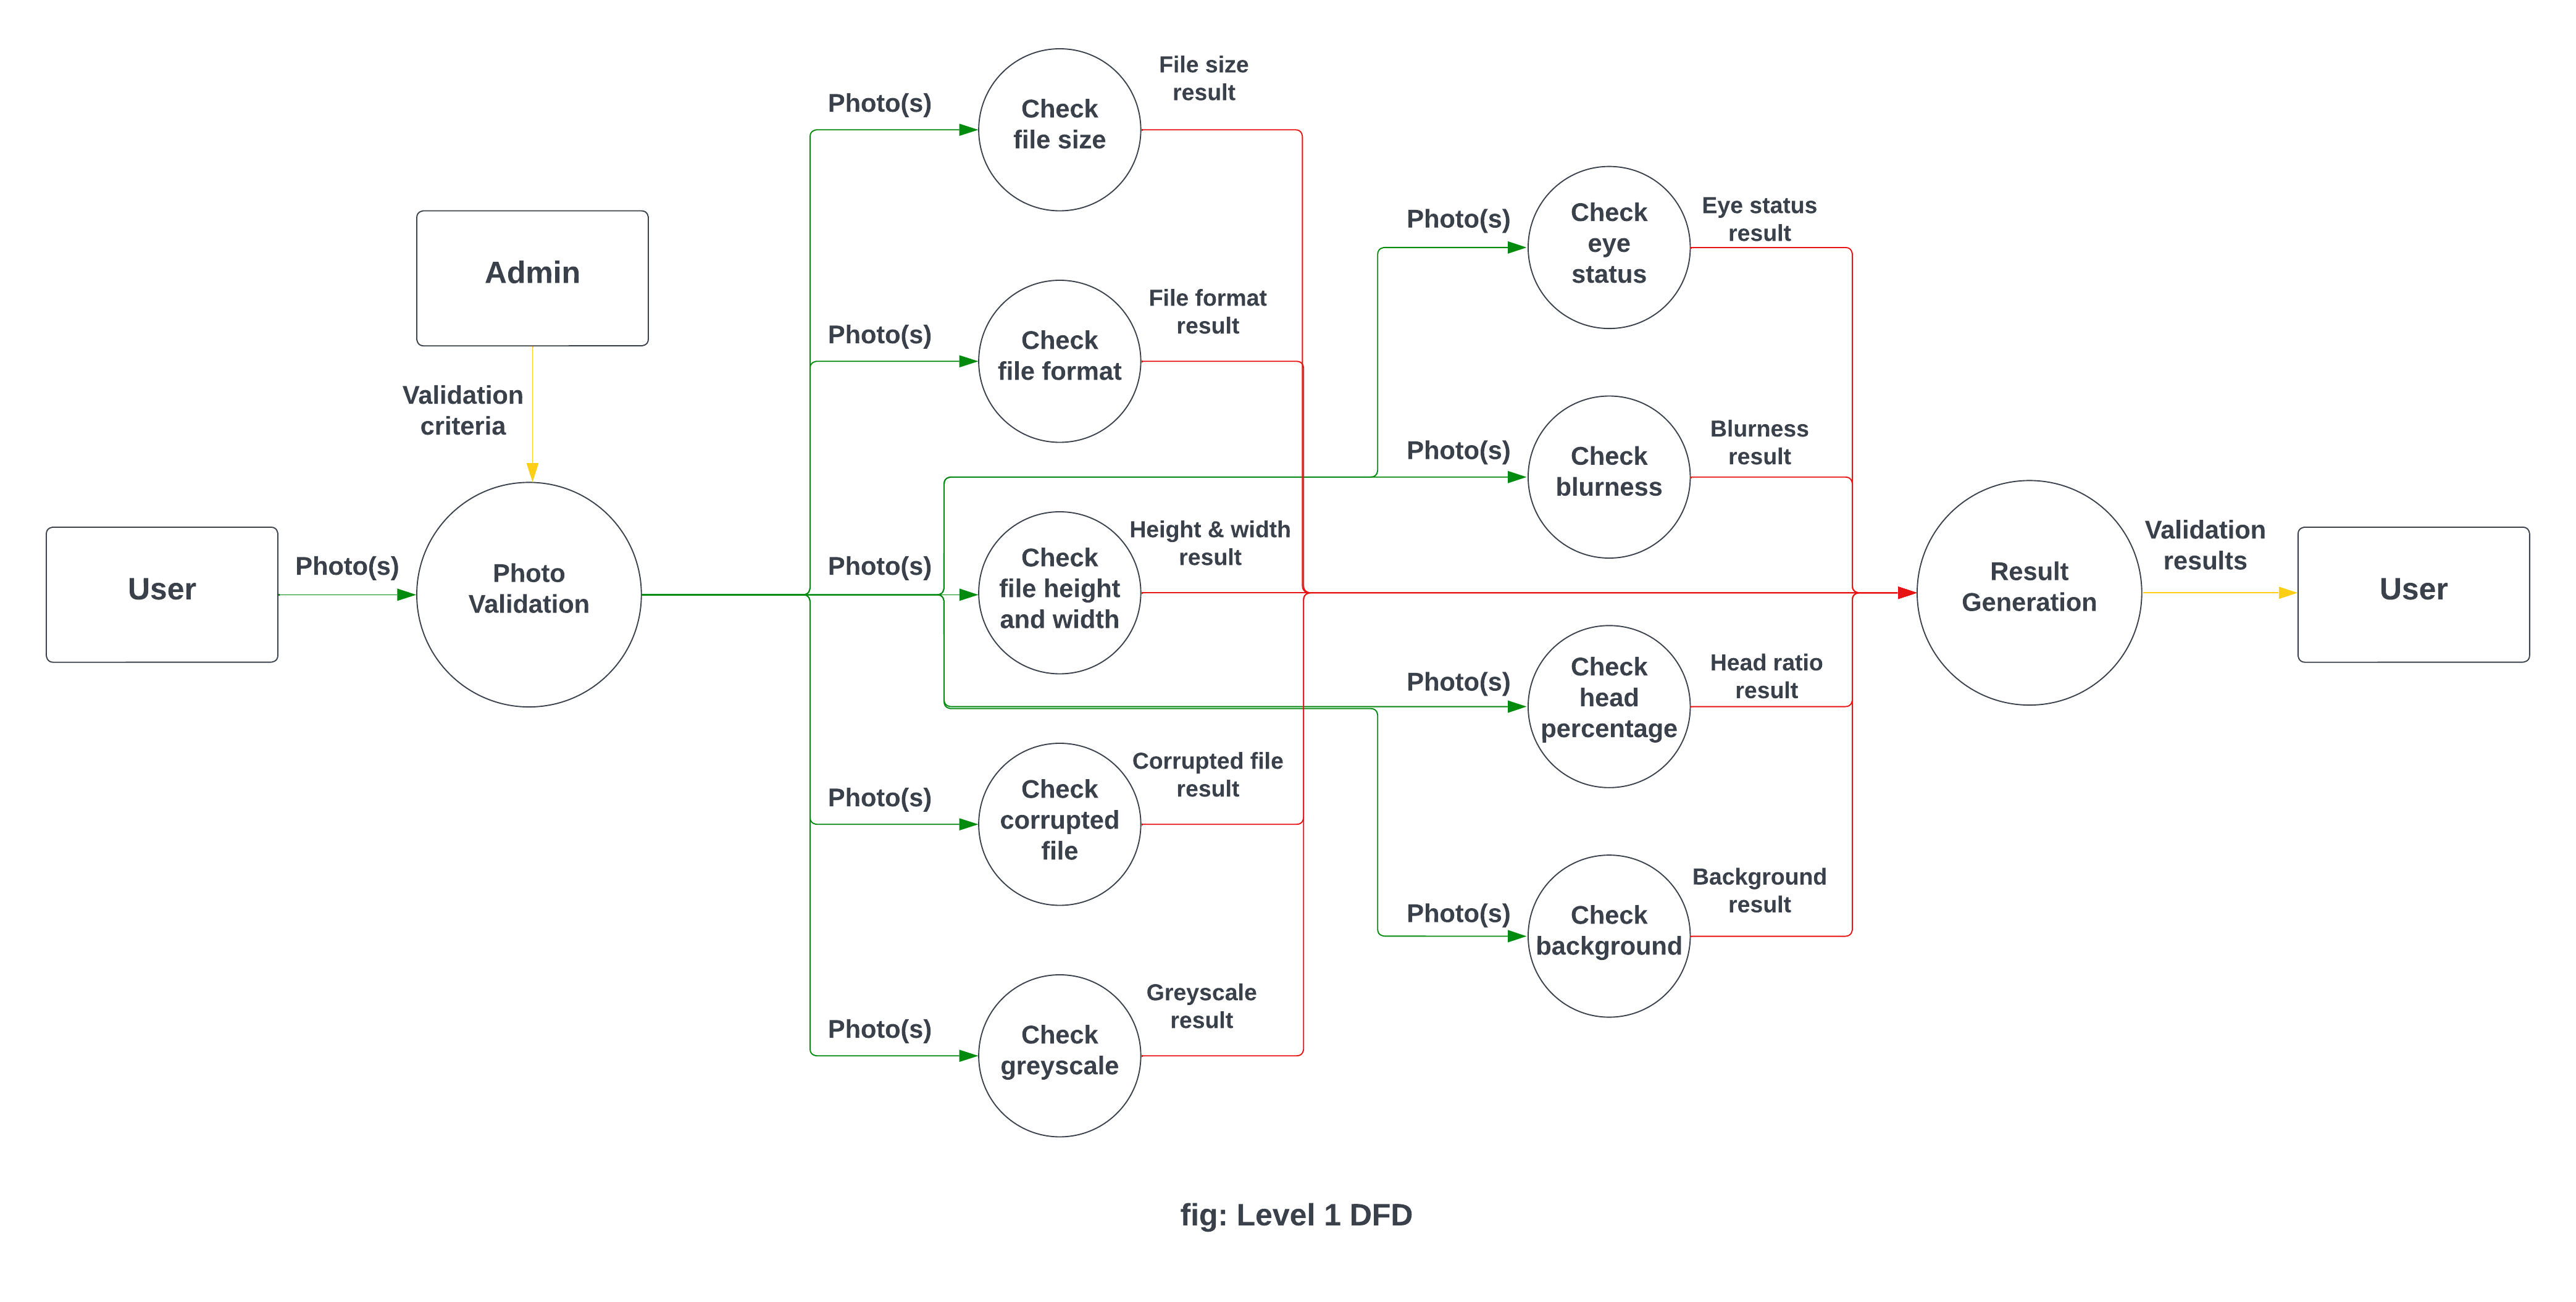 File size
result
Photo(s)
Check
file size
Eye status
result
Photo(s)
Check
eye
status
Admin
File format
result
Photo(s)
Check
file format
Validation
criteria
Blurness
result
Photo(s)
Check
blurness
User
Photo(s)
Photo
Validation
Photo(s)
Check
file height
and width
Height & width
result
Result
Generation
Validation
results
User
Photo(s)
Check
head
percentage
Head ratio
result
Photo(s)
Check
corrupted
file
Corrupted file
result
Photo(s)
Check
background
Background
result
Photo(s)
Check
greyscale
Greyscale
result
fig: Level 1 DFD